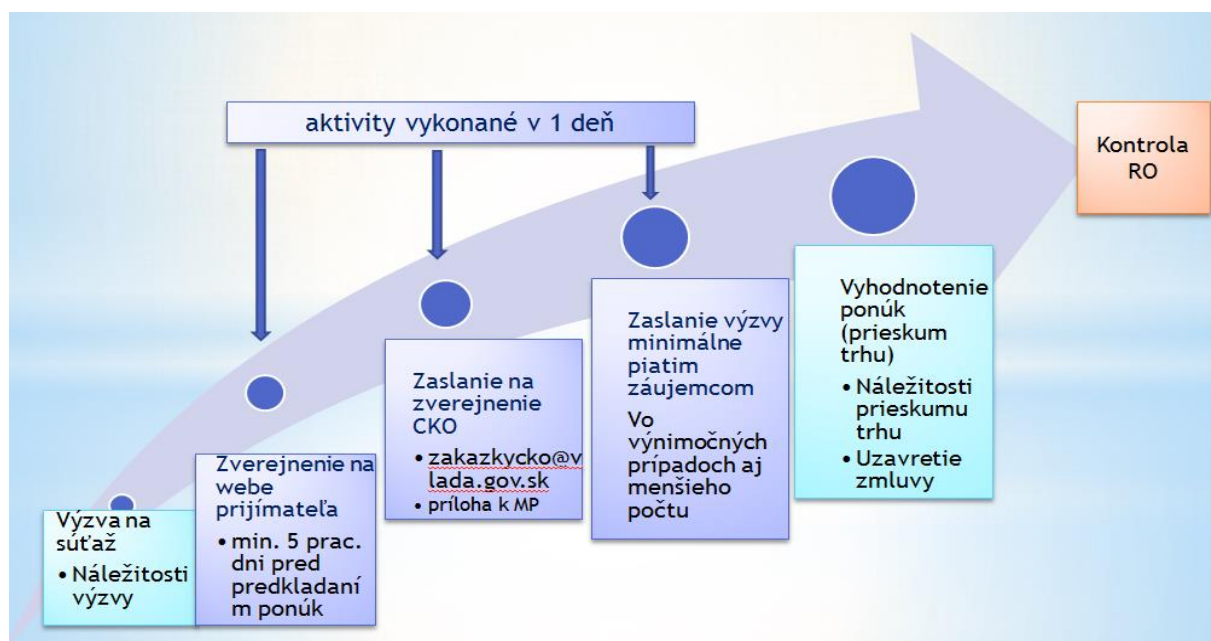 aktivity vykonané v 1 deň
Výzva na
súťaž
• Náležitosti
výzvy
Zverejnenie na
webe
prijímateľa
• min. 5 prac.
dni pred
predkladaní
m ponúk
Zaslanie na
zverejnenie
CKO
• zakazkycko@v
lada.gov.sk
• príloha k MP
Zaslanie výzvy
minimálne
piatim
záujemcom
Vo
výnimočných
prípadoch aj
menšieho
počtu
Vyhodnotenie
ponúk
(prieskum
trhu)
• Náležitosti
prieskumu
trhu
• Uzavretie
zmluvy
Kontrola
RO